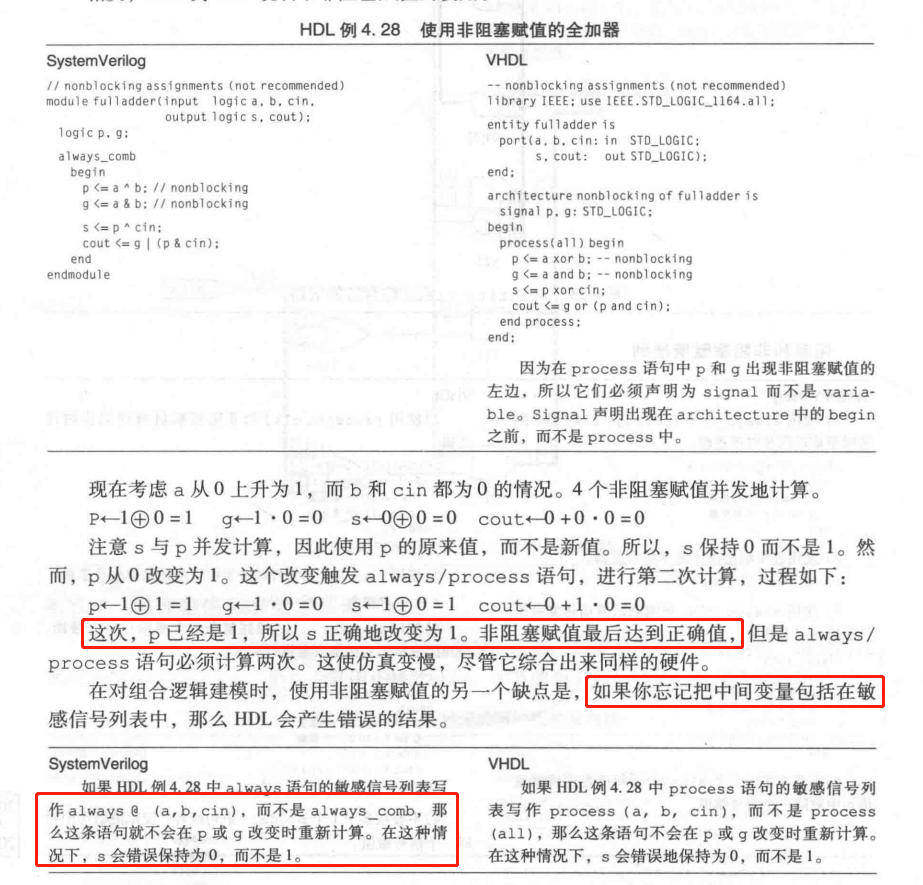 HDL 例 4.28 使用非阻塞赋值的全加器
SystemVerilog
// nonblocking assignments (not recommended)
module fulladder(input logic a, b, cin,
output logic s, cout);
logic p, g;
always_comb
begin
p <= a ^ b; // nonblocking
g <= a & b; // nonblocking
s <= p ^ cin;
cout <= g | (p & cin);
end
endmodule
VHDL
-- nonblocking assignments (not recommended)
library IEEE; use IEEE.STD_LOGIC_1164.all;
entity fulladder is
port(a, b, cin: in STD_LOGIC;
s, cout: out STD_LOGIC);
end;
architecture nonblocking of fulladder is
signal p, g: STD_LOGIC;
begin
process(all) begin
p <= a xor b; -- nonblocking
g <= a and b; -- nonblocking
s <= p xor cin;
cout <= g or (p and cin);
end process;
end;
因为在 process 语句中 p 和 g 出现非阻塞赋值的
左边，所以它们必须声明为 signal 而不是 varia-
ble。Signal 声明出现在 architecture 中的 begin
之前，而不是 process 中。
现在考虑 a 从 0 上升为 1，而 b 和 cin 都为 0 的情况。4 个非阻塞赋值并发地计算。
P←1⊕0=1 g←1·0=0 s←0⊕0=0 cout←0+0·0=0
注意 s 与 p 并发计算，因此使用 p 的原来值，而不是新值。所以，s 保持 0 而不是 1。然
而，p 从 0 改变为 1。这个改变触发 always/process 语句，进行第二次计算，过程如下：
p←1⊕1=1 g←1·0=0 s←1⊕0=1 cout←0+1·0=0
这次，p 已经是 1，所以 s 正确地改变为 1。非阻塞赋值最后达到正确值，但是 always/
process 语句必须计算两次。这使仿真变慢，尽管它综合出来同样的硬件。
在对组合逻辑建模时，使用非阻塞赋值的另一个缺点是，如果你忘记把中间变量包括在敏
感信号列表中，那么 HDL 会产生错误的结果。
SystemVerilog
如果 HDL 例 4.28 中 always 语句的敏感信号列表写
作 always @ (a,b,cin)，而不是 always_comb，那
么这条语句就不会在 p 或 g 改变时重新计算。在这种情
况下，s 会错误保持为 0，而不是 1。
VHDL
如果 HDL 例 4.28 中 process 语句的敏感信号列
表写作 process (a, b, cin)，而不是 process
(all)，那么这条语句不会在 p 或 g 改变时重新计算。
在这种情况下，s 会错误地保持为 0，而不是 1。